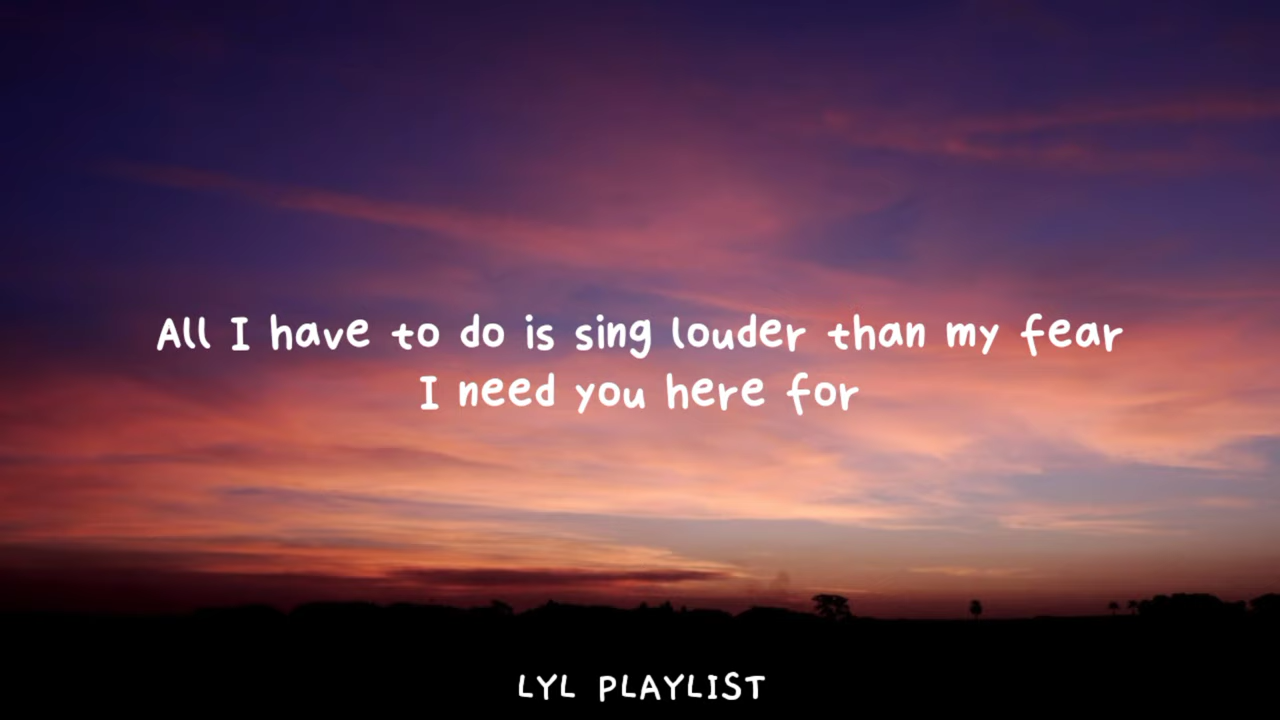 All I have to do is sing louder than my fear
I need you here for
LYL PLAYLIST